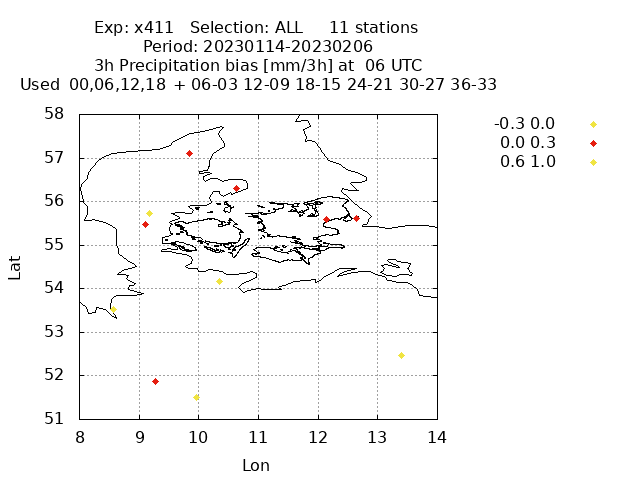 Exp: x411   Selection: ALL     11 stations
Period: 20230114-20230206
3h Precipitation bias [mm/3h] at  06 UTC
Used  00,06,12,18  + 06-03 12-09 18-15 24-21 30-27 36-33
-0.3 0.0
0.0 0.3
0.6 1.0
58
57
56
55
54
53
52
51
8 9 10 11 12 13 14
Lat
Lon